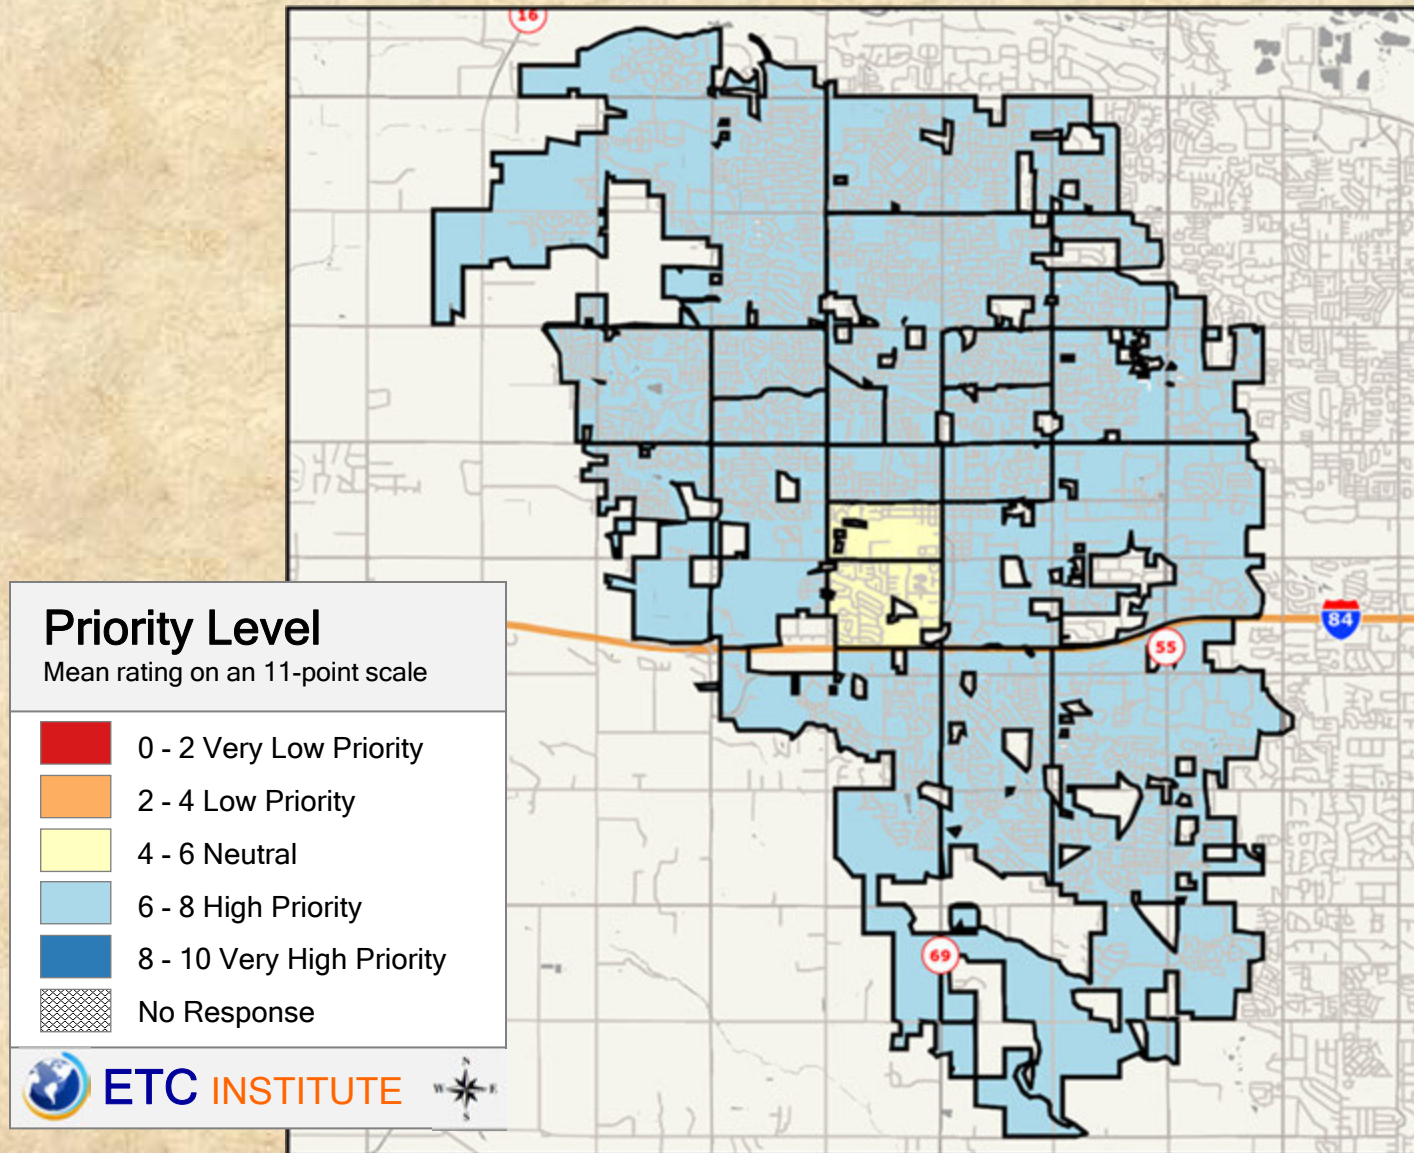 16
84
55
69
Priority Level
Mean rating on an 11-point scale
0 - 2 Very Low Priority
2 - 4 Low Priority
4 - 6 Neutral
6 - 8 High Priority
8 - 10 Very High Priority
No Response
ETC INSTITUTE
N
W E
S